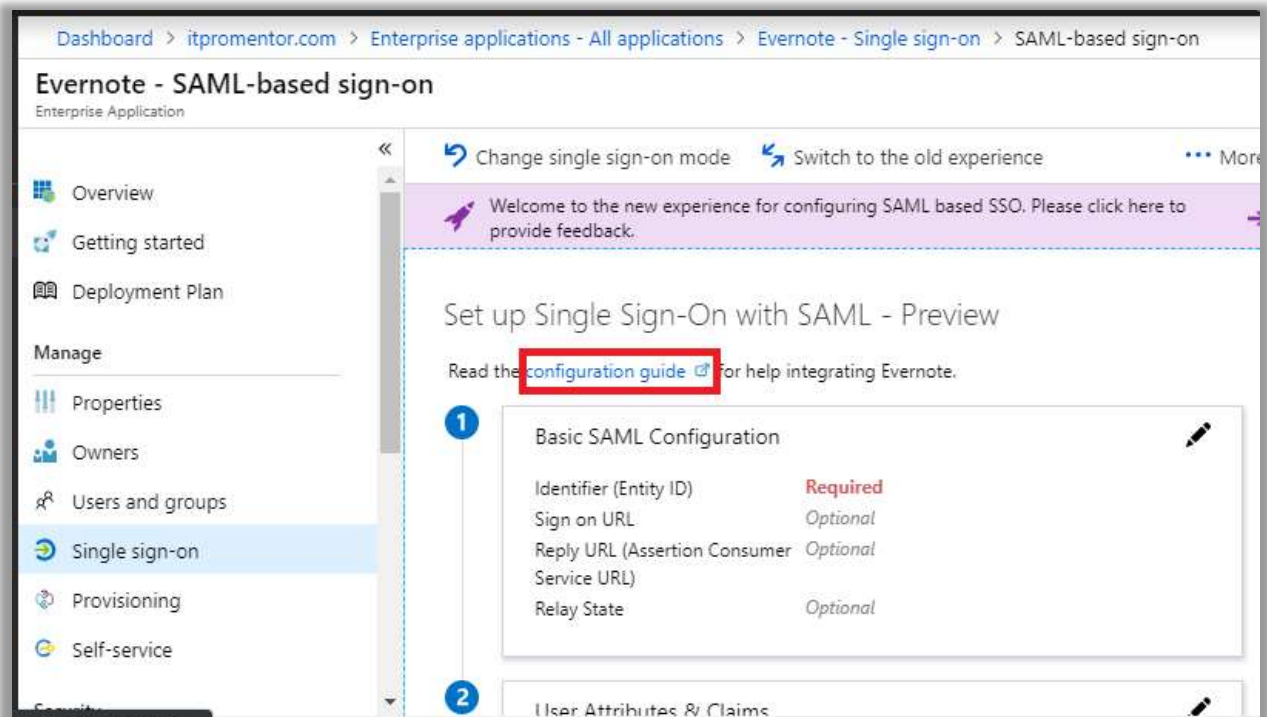 Dashboard > itpromentor.com > Enterprise applications - All applications > Evernote - Single sign-on > SAML-based sign-on
Evernote - SAML-based sign-on
Enterprise Application
«
Overview
Getting started
Deployment Plan
Manage
Properties
Owners
Users and groups
Single sign-on
Provisioning
Self-service
Security
Change single sign-on mode Switch to the old experience ••• More
Welcome to the new experience for configuring SAML based SSO. Please click here to
provide feedback.
Set up Single Sign-On with SAML - Preview
Read the configuration guide for help integrating Evernote.
1
Basic SAML Configuration
Identifier (Entity ID) Required
Sign on URL Optional
Reply URL (Assertion Consumer Optional
Service URL)
Relay State Optional
2
User Attributes & Claims